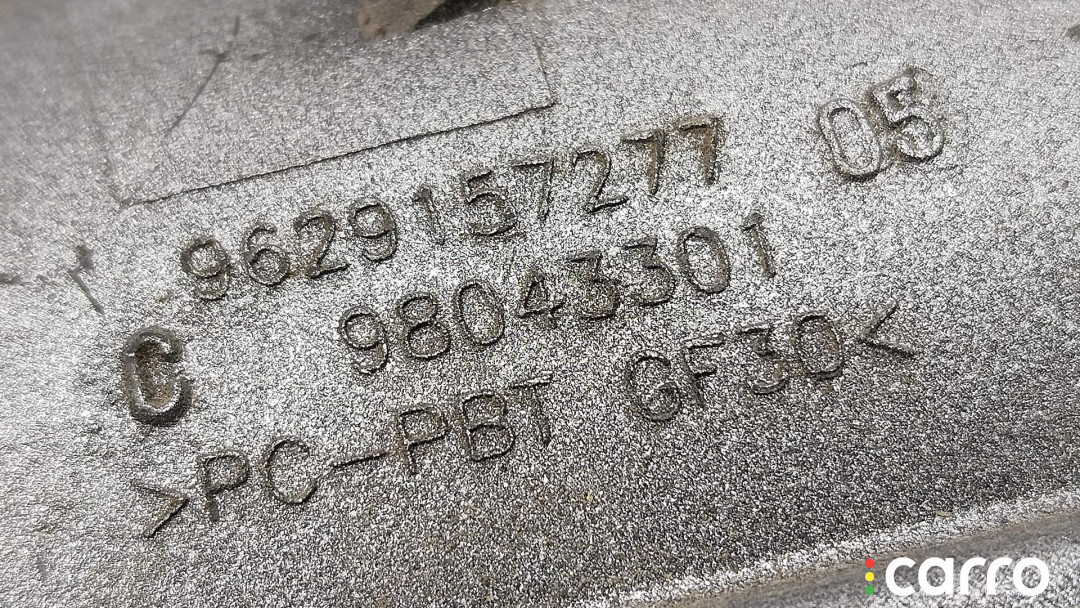 9629157277 05
98043301
C
>PC-PBT GF30<
carro